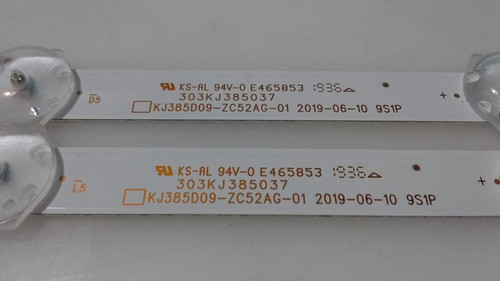 KS-AL 94V-0 E465853 1936
303KJ385037
D5
KJ385D09-ZC52AG-01 2019-06-10 9S1P
+
KS-AL 94V-0 E465853 1936
303KJ385037
L5
KJ385D09-ZC52AG-01 2019-06-10 9S1P
+